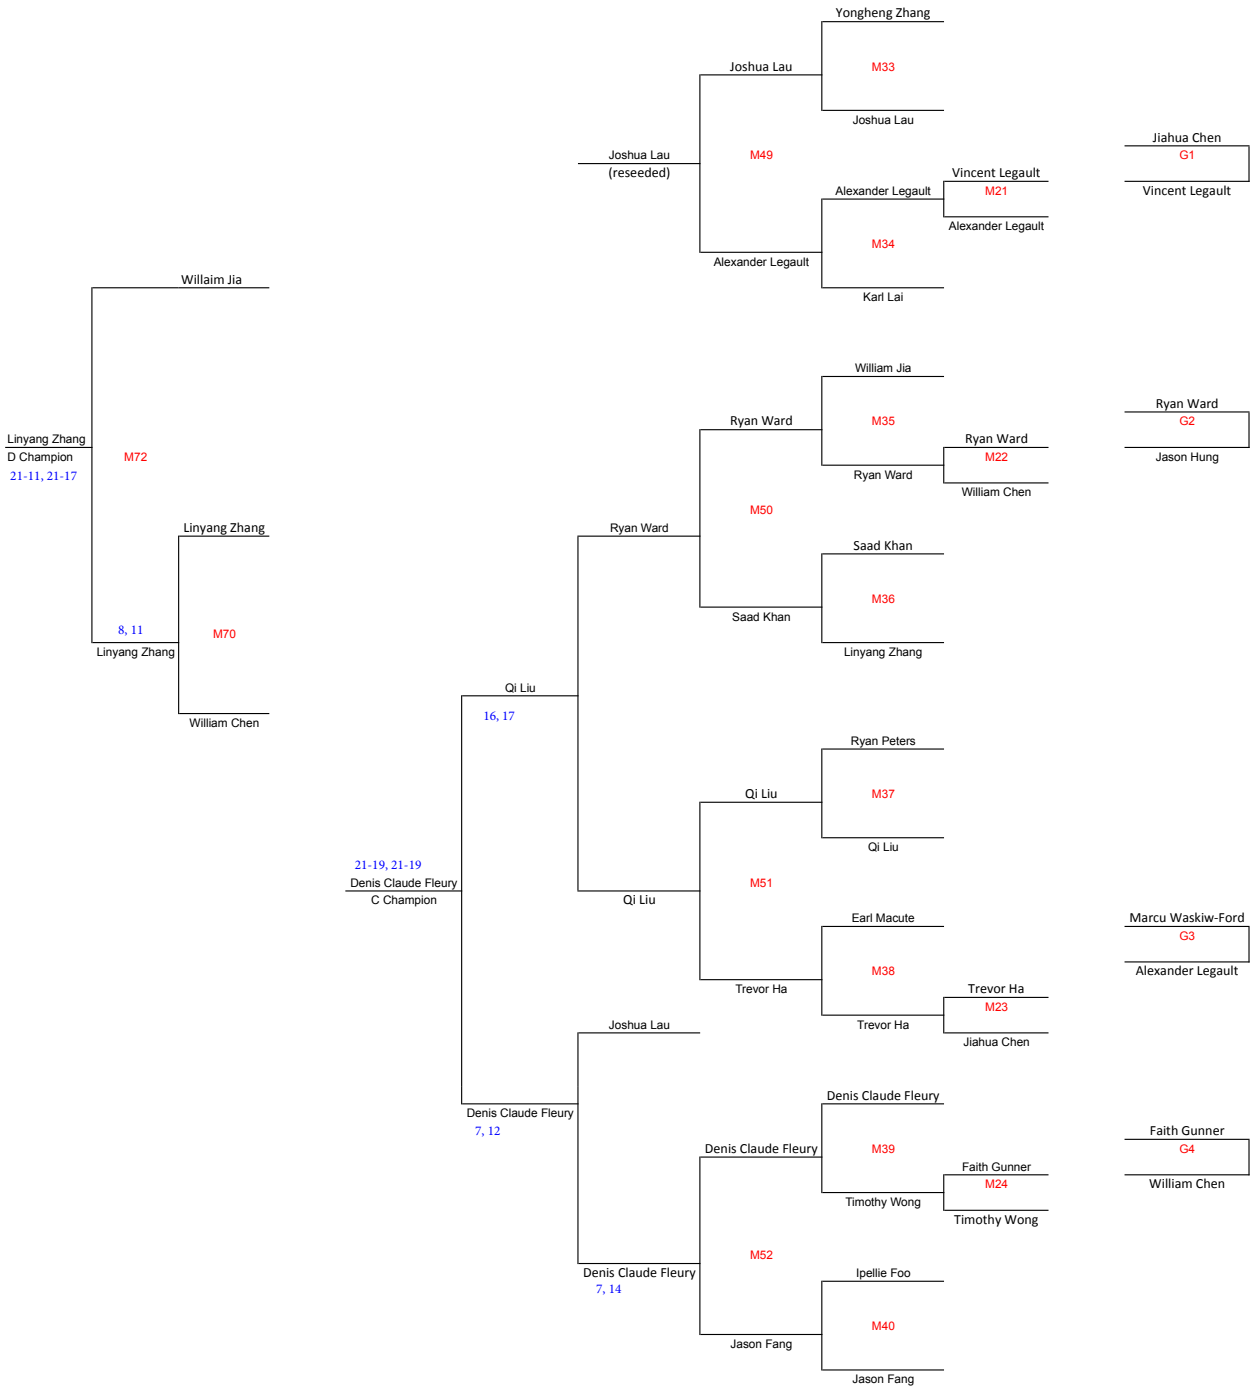 Yongheng Zhang
Joshua Lau
M33
Joshua Lau
Jiahua Chen
Joshua Lau
M49
G1
(reseeded)
Vincent Legault
Alexander Legault
M21
Vincent Legault
Alexander Legault
M34
Alexander Legault
Willaim Jia
Karl Lai
William Jia
Ryan Ward
Ryan Ward
M35
G2
Linyang Zhang
Ryan Ward
D Champion
M72
M22
Jason Hung
21-11, 21-17
Ryan Ward
William Chen
M50
Linyang Zhang
Ryan Ward
Saad Khan
M36
8, 11
M70
Saad Khan
Linyang Zhang
Linyang Zhang
Qi Liu
16, 17
William Chen
Ryan Peters
Qi Liu
M37
Qi Liu
21-19, 21-19
Denis Claude Fleury
M51
C Champion
Qi Liu
Earl Macute
Marcu Waskiw-Ford
G3
M38
Alexander Legault
Trevor Ha
Trevor Ha
M23
Joshua Lau
Trevor Ha
Jiahua Chen
Denis Claude Fleury
Denis Claude Fleury
7, 12
Faith Gunner
Denis Claude Fleury
M39
G4
Faith Gunner
M24
William Chen
Timothy Wong
Timothy Wong
M52
Denis Claude Fleury
Ipellie Foo
7, 14
M40
Jason Fang
Jason Fang